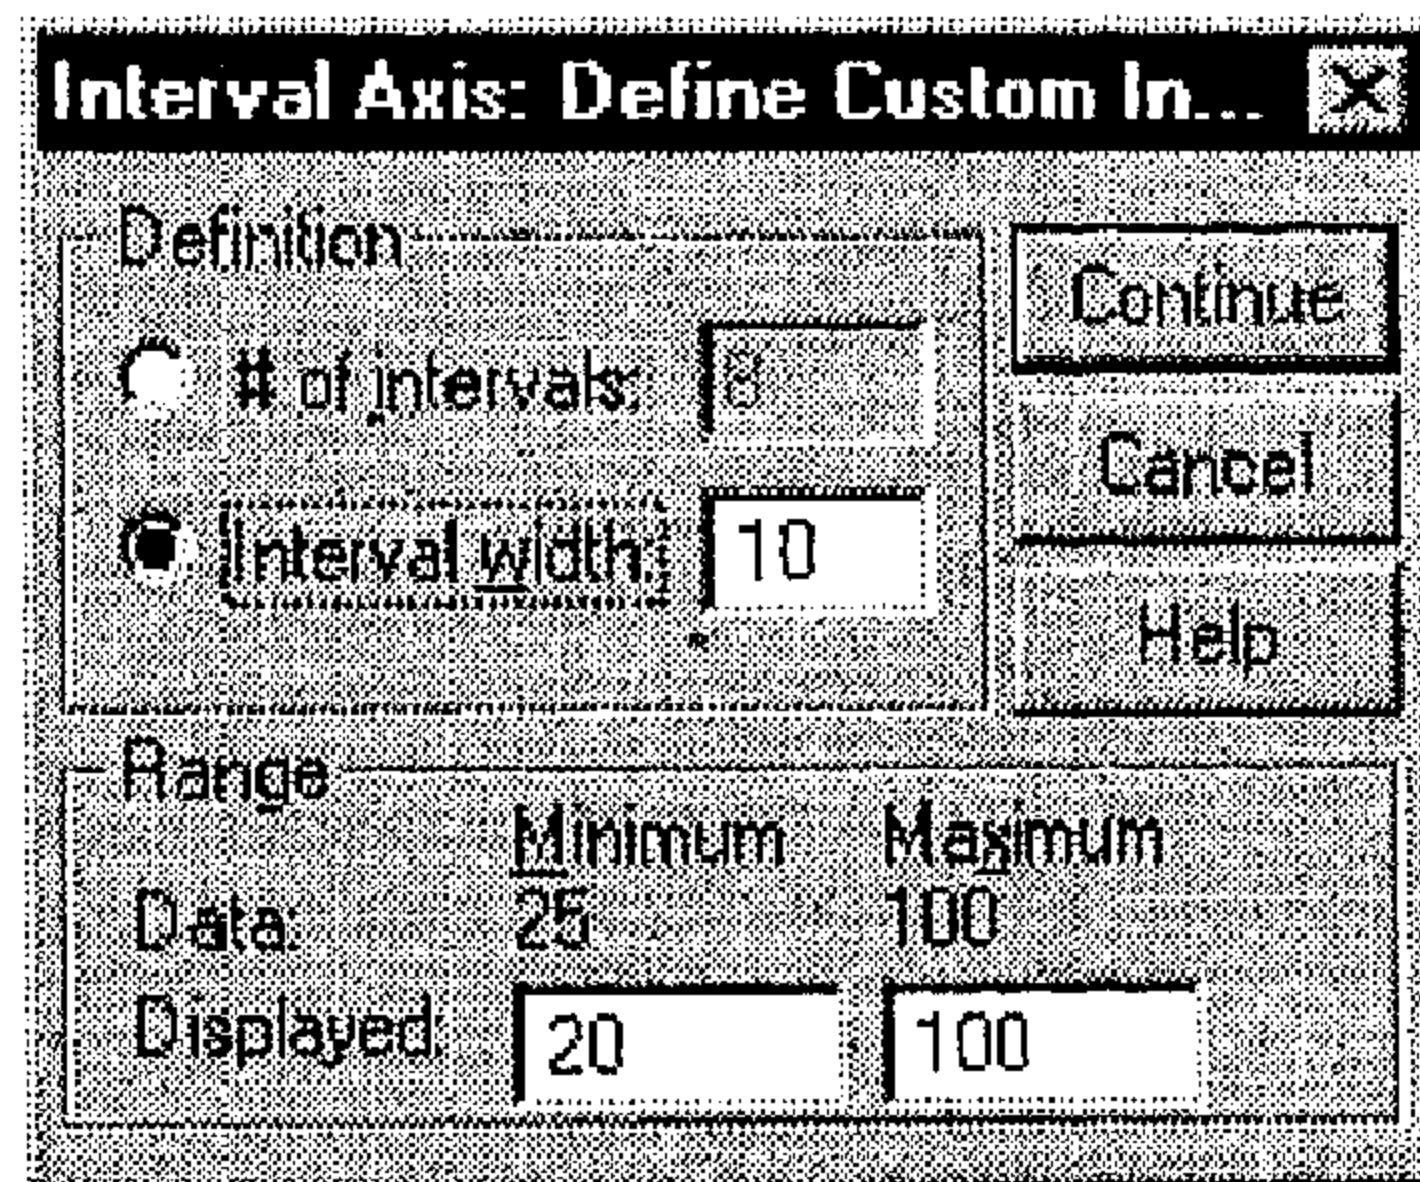 Interval Axis: Define Custom In...
Definition
# of intervals: 8
Interval width: 10
Continue
Cancel
Help
Range
Minimum Maximum
Data: 25 100
Displayed: 20 100